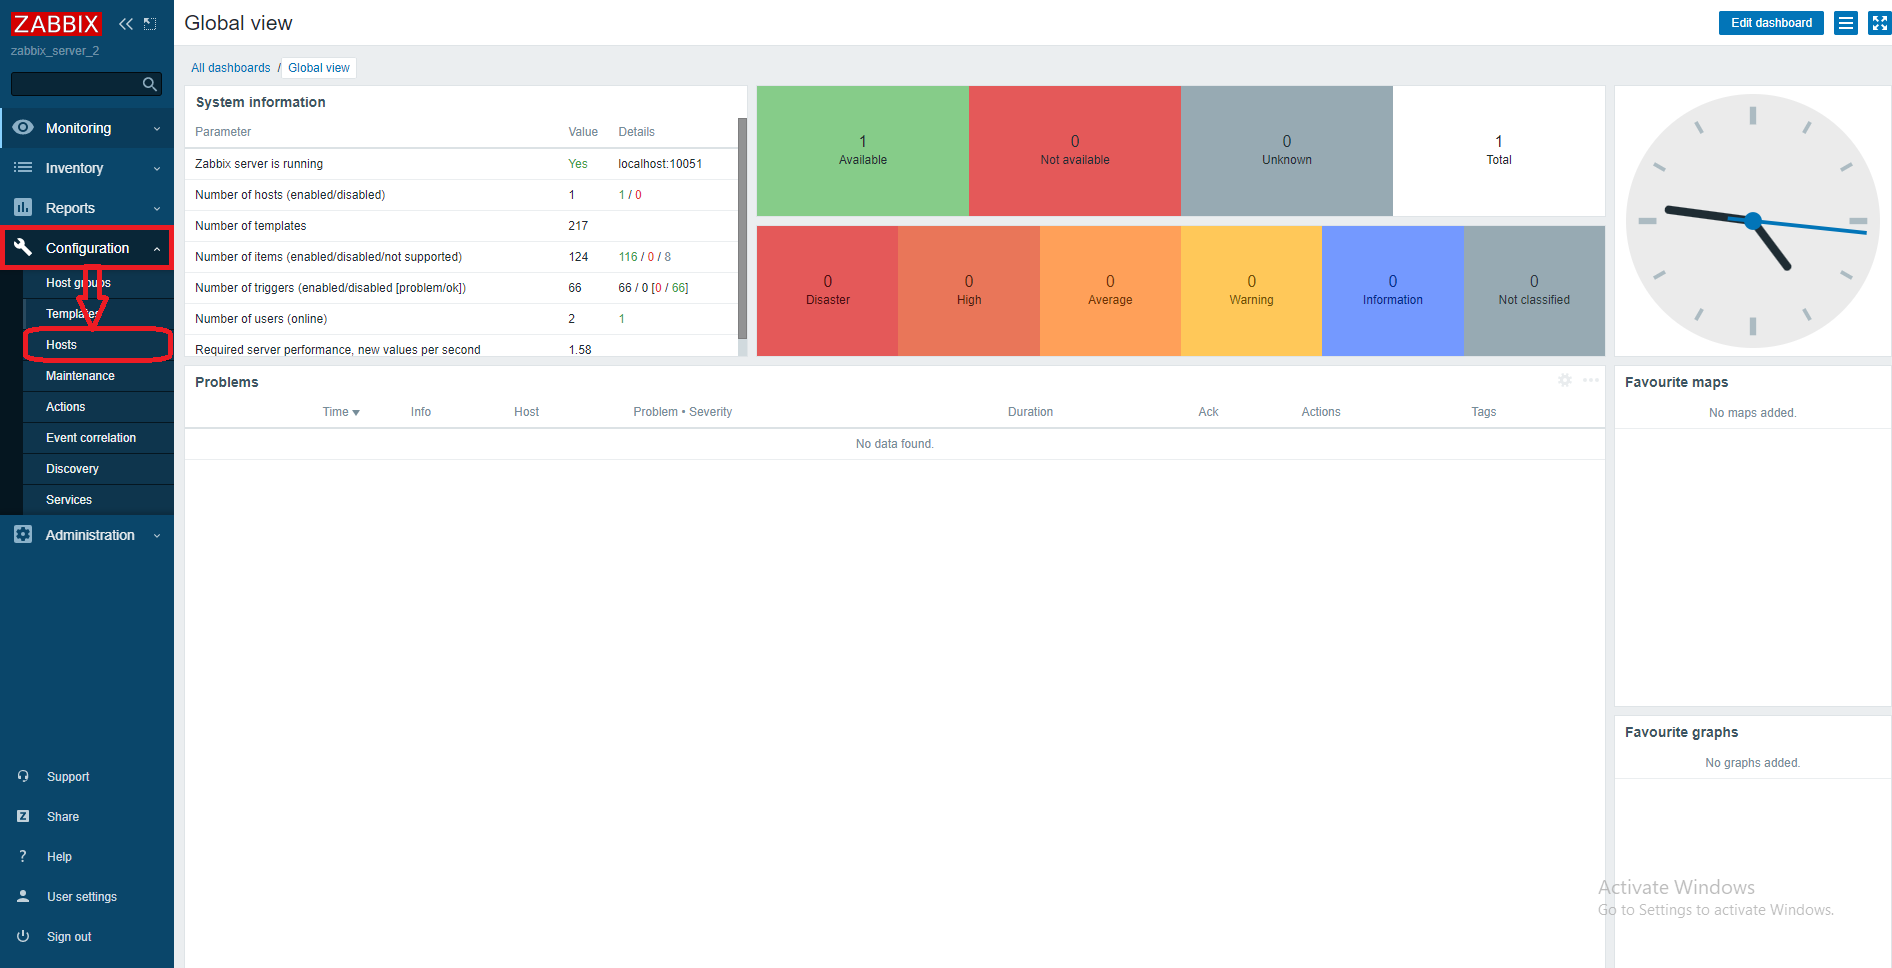 ZABBIX
zabbix_server_2
Monitoring
Inventory
Reports
Configuration
Host groups
Templates
Hosts
Maintenance
Actions
Event correlation
Discovery
Services
Administration
Support
Z Share
? Help
User settings
Sign out
Global view
Edit dashboard
All dashboards / Global view
System information
Parameter Value Details
Zabbix server is running Yes localhost:10051
Number of hosts (enabled/disabled) 1 1 / 0
Number of templates 217
Number of items (enabled/disabled/not supported) 124 116 / 0 / 8
Number of triggers (enabled/disabled [problem/ok]) 66 66 / 0 [0 / 66]
Number of users (online) 2 1
Required server performance, new values per second 1.58
1 0 0 1
Available Not available Unknown Total
0 0 0 0 0 0
Disaster High Average Warning Information Not classified
Problems
Time Info Host Problem • Severity Duration Ack Actions Tags
No data found.
Favourite maps
No maps added.
Favourite graphs
No graphs added.
Activate Windows
Go to Settings to activate Windows.